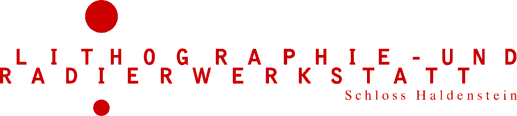 LITHOGRAPHIE-UND
RADIERWERKSTATT
Schloss Haldenstein